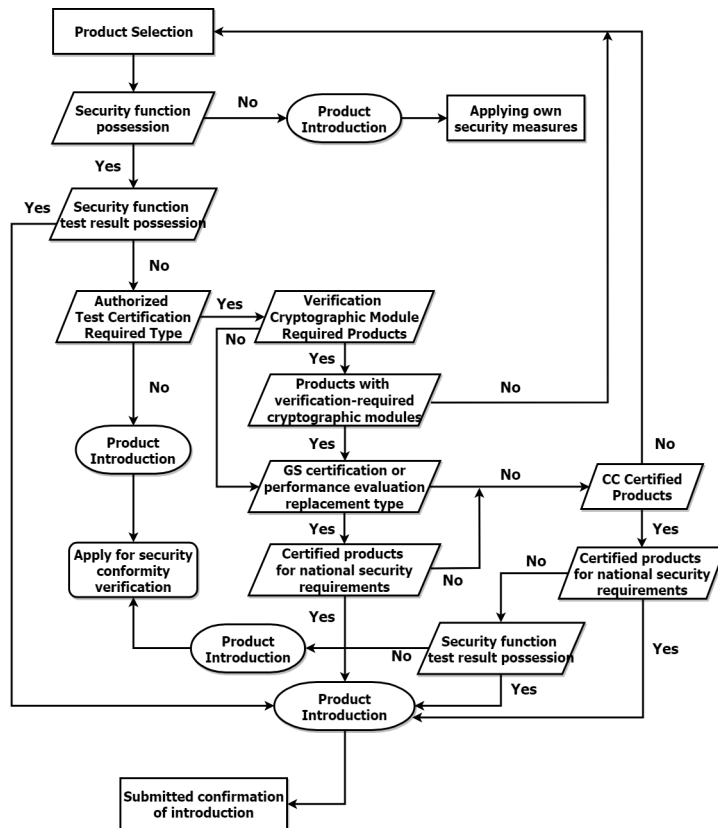 Product Selection
Security function
possession
No
Product
Introduction
Applying own
security measures
Yes
Yes
Security function
test result possession
No
Authorized
Test Certification
Required Type
Yes
Verification
Cryptographic Module
Required Products
No
Yes
No
Products with
verification-required
cryptographic modules
No
Product
Introduction
Yes
No
GS certification or
performance evaluation
replacement type
No
CC Certified
Products
Yes
Yes
Apply for security
conformity
verification
Certified products
for national security
requirements
No
No
Certified products
for national security
requirements
Yes
Product
Introduction
No
Security function
test result possession
Yes
Yes
Product
Introduction
Submitted confirmation
of introduction